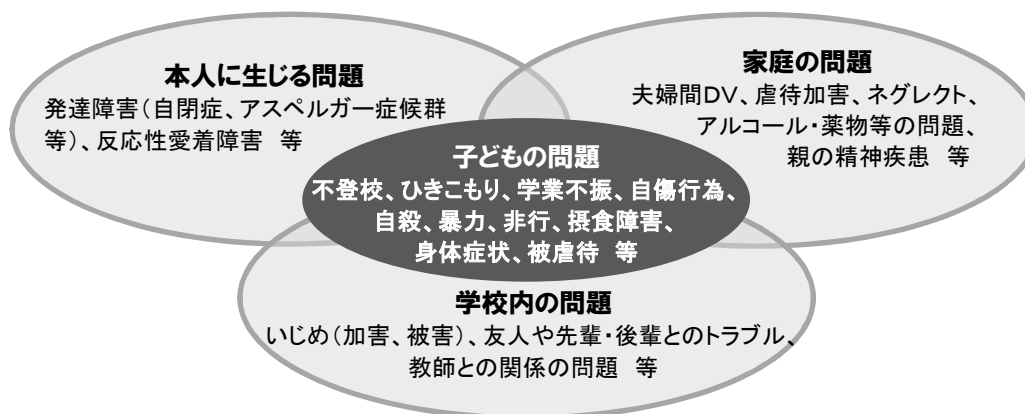 本人に生じる問題
発達障害（自閉症、アスペルガー症候群
等）、反応性愛着障害　等
家庭の問題
夫婦間DV、虐待加害、ネグレクト、
アルコール・薬物等の問題、
親の精神疾患　等
子どもの問題
不登校、ひきこもり、学業不振、自傷行為、
自殺、暴力、非行、摂食障害、
身体症状、被虐待　等
学校内の問題
いじめ（加害、被害）、友人や先輩・後輩とのトラブル、
教師との関係の問題　等